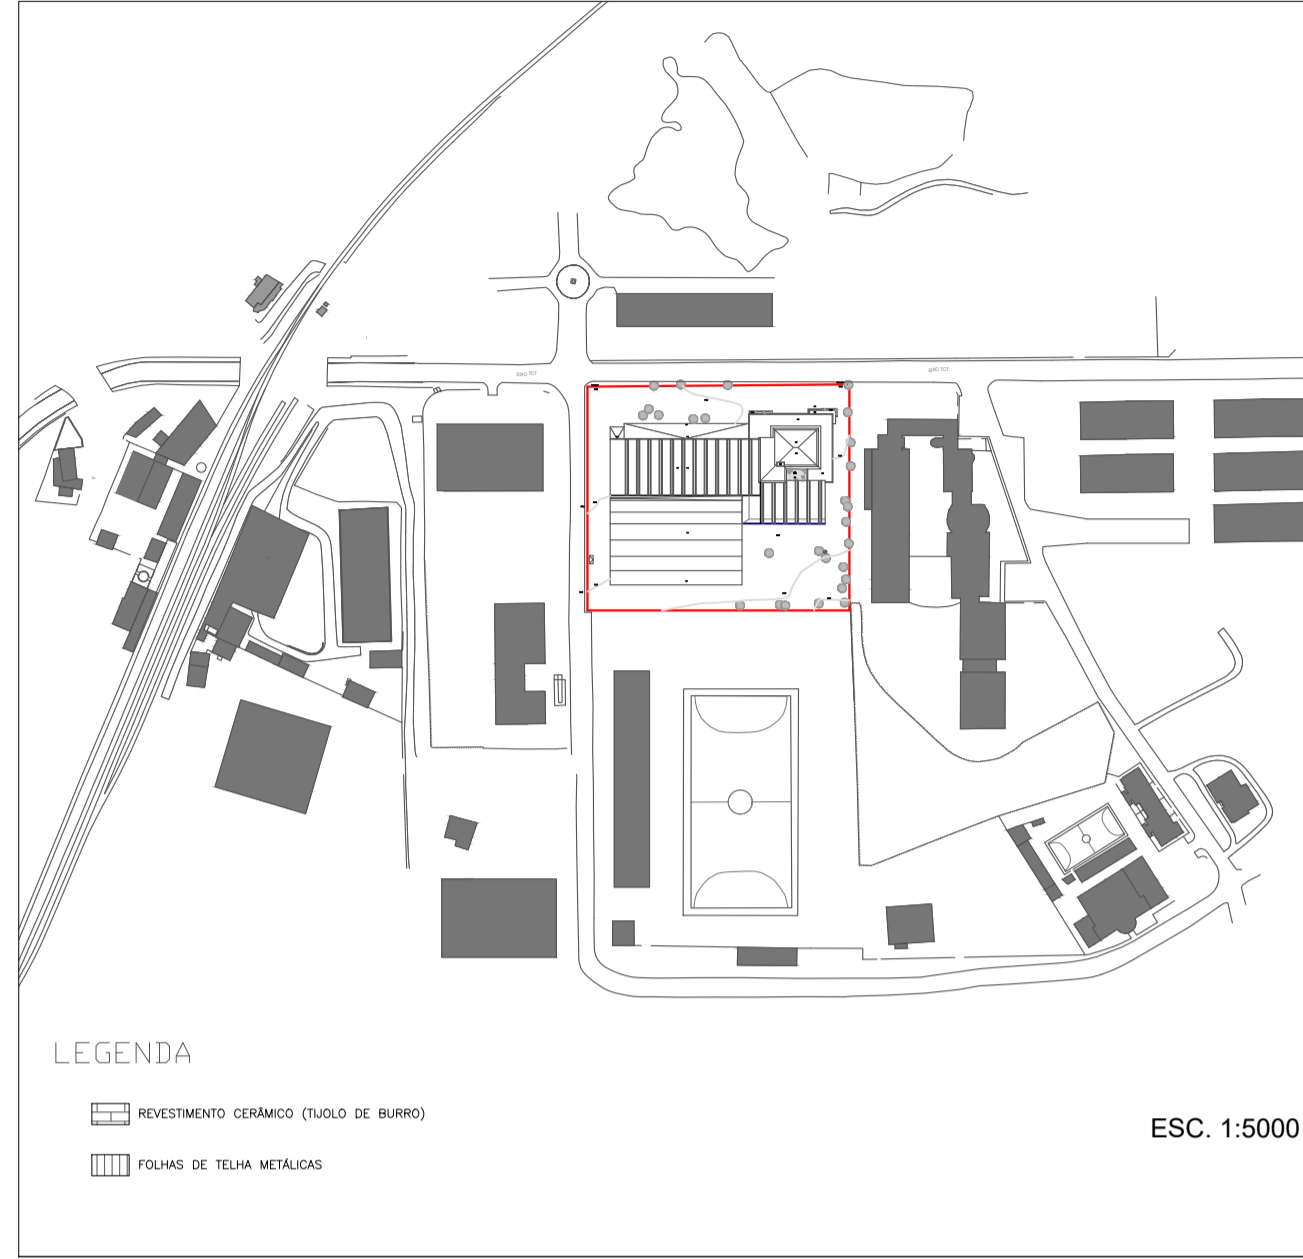 LEGENDA
REVESTIMENTO CERÂMICO (TIJOLO DE BURRO)
FOLHAS DE TELHA METÁLICAS
ESC. 1:5000